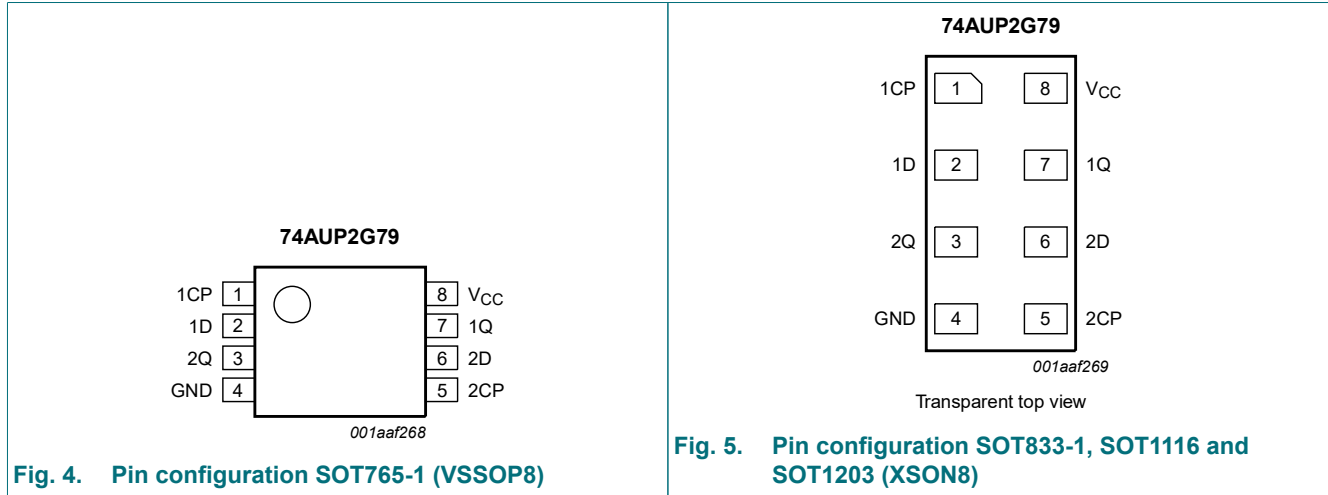 74AUP2G79
1CP 1 8 VCC
1D 2 7 1Q
2Q 3 6 2D
GND 4 5 2CP
001aaf268
Fig. 4. Pin configuration SOT765-1 (VSSOP8)
74AUP2G79
1CP 1 8 VCC
1D 2 7 1Q
2Q 3 6 2D
GND 4 5 2CP
001aaf269
Transparent top view
Fig. 5. Pin configuration SOT833-1, SOT1116 and
SOT1203 (XSON8)